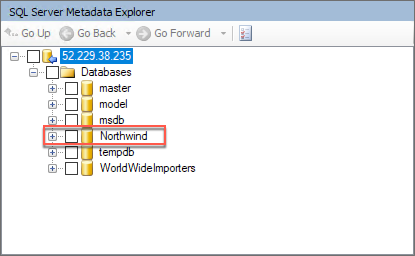 SQL Server Metadata Explorer
Go Up Go Back Go Forward
52.229.38.235
Databases
master
model
msdb
Northwind
tempdb
WorldWideImporters